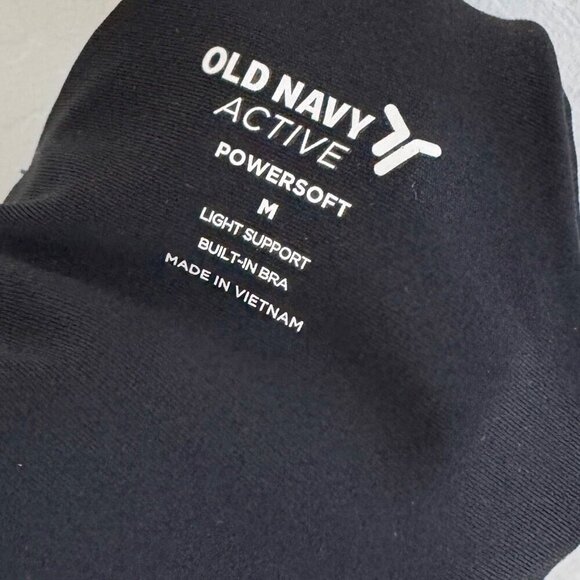 OLD NAVY
ACTIVE
POWERSOFT
M
LIGHT SUPPORT
BUILT-IN BRA
MADE IN VIETNAM